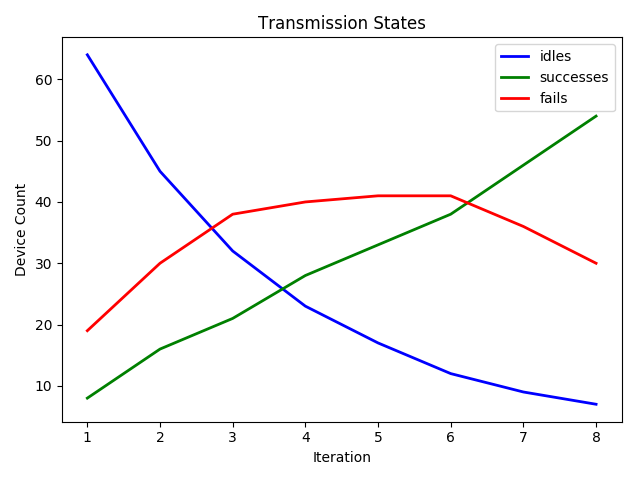 Transmission States
idles
successes
fails
Device Count
60
50
40
30
20
10
1 2 3 4 5 6 7 8
Iteration